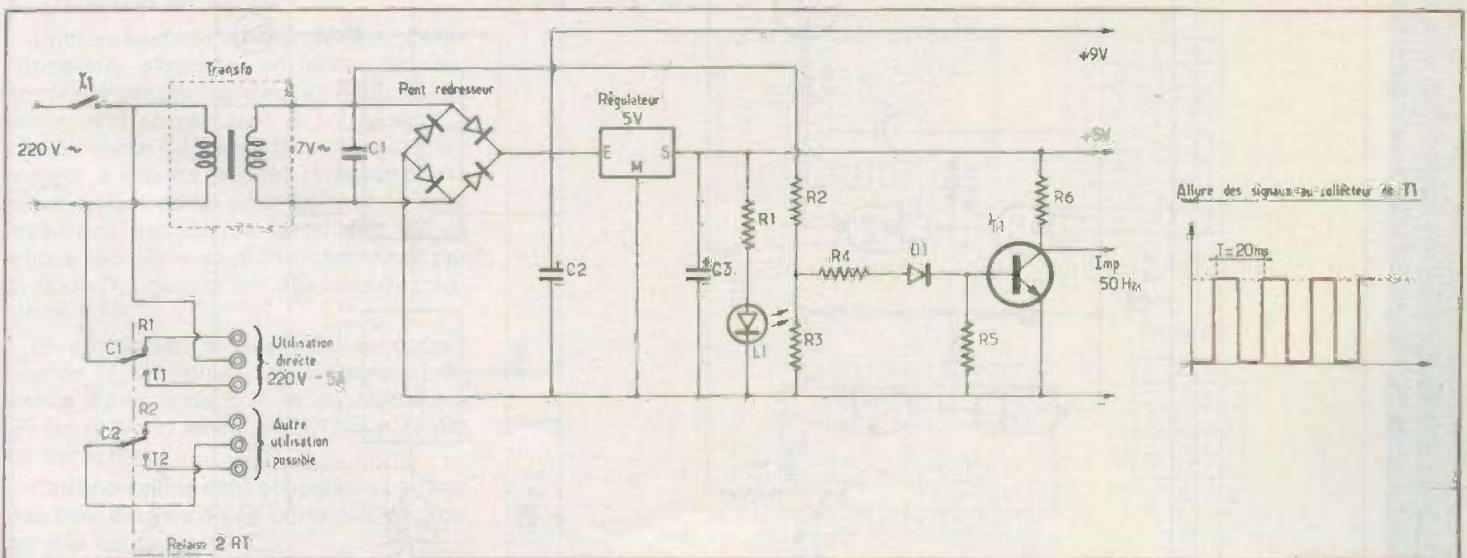 I1
220 V ~
Transfo
7V~
C1
Pont redresseur
C2
Régulateur
5V
E
S
M
C3
R1
L1
R2
R3
R4
D1
R5
T1
R6
+9V
+5V
Imp
50 Hz
Allure des signaux au collecteur de T1
T=20ms
R1
C1
T1
Utilisation
directe
220V - 5A
R2
C2
T2
Autre
utilisation
possible
Relais 2 RT